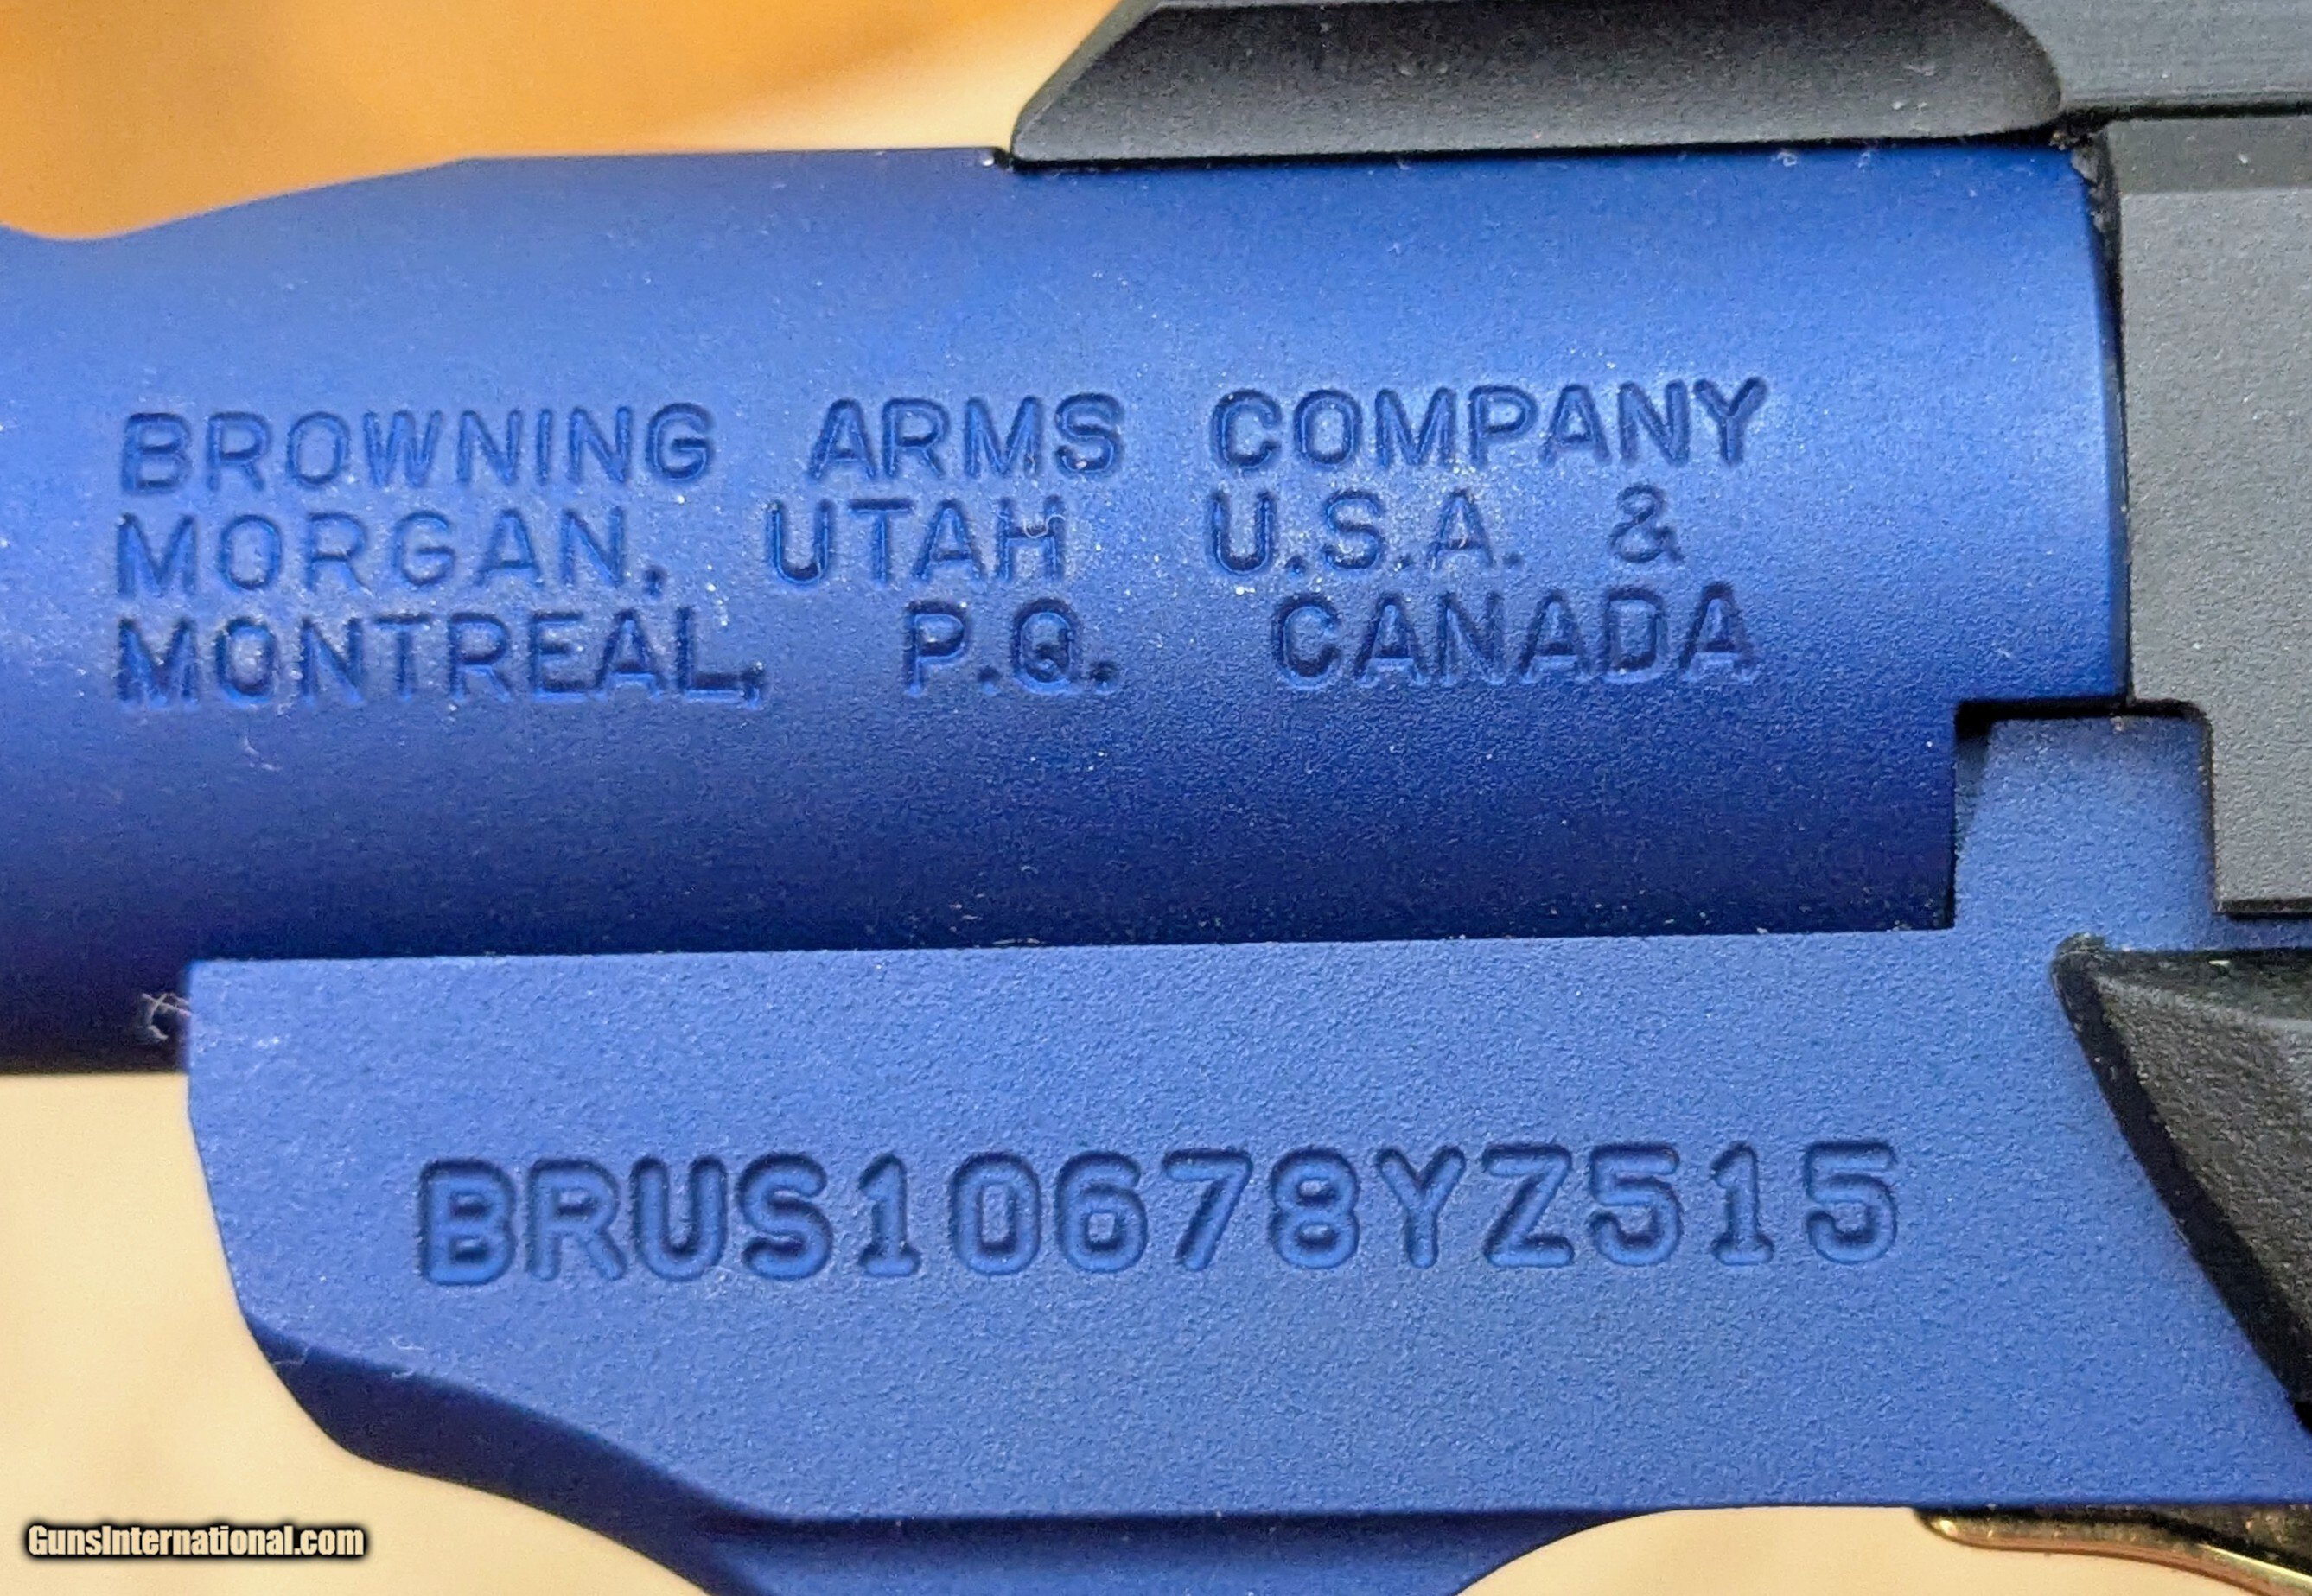 BROWNING ARMS COMPANY
MORGAN, UTAH U.S.A. &
MONTREAL, P.Q. CANADA
BRUS10678YZ515
GunsInternational.com